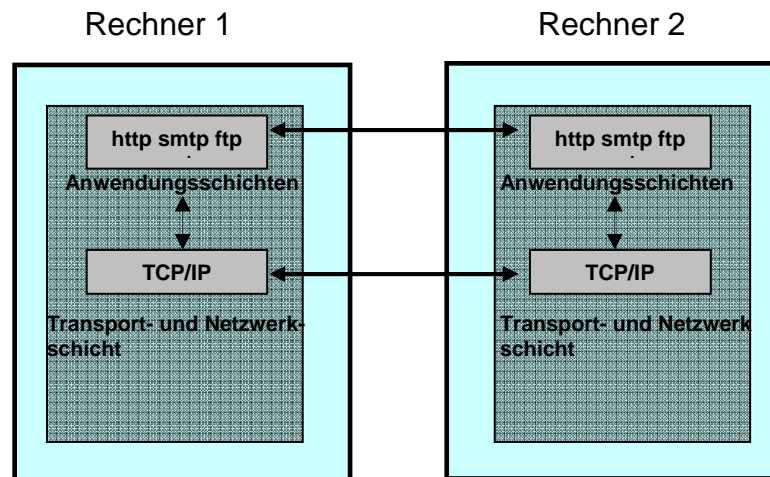 Rechner 1
Rechner 2
http smtp ftp
.
Anwendungsschichten
TCP/IP
Transport- und Netzwerk-
schicht
http smtp ftp
.
Anwendungsschichten
TCP/IP
Transport- und Netzwerk
schicht